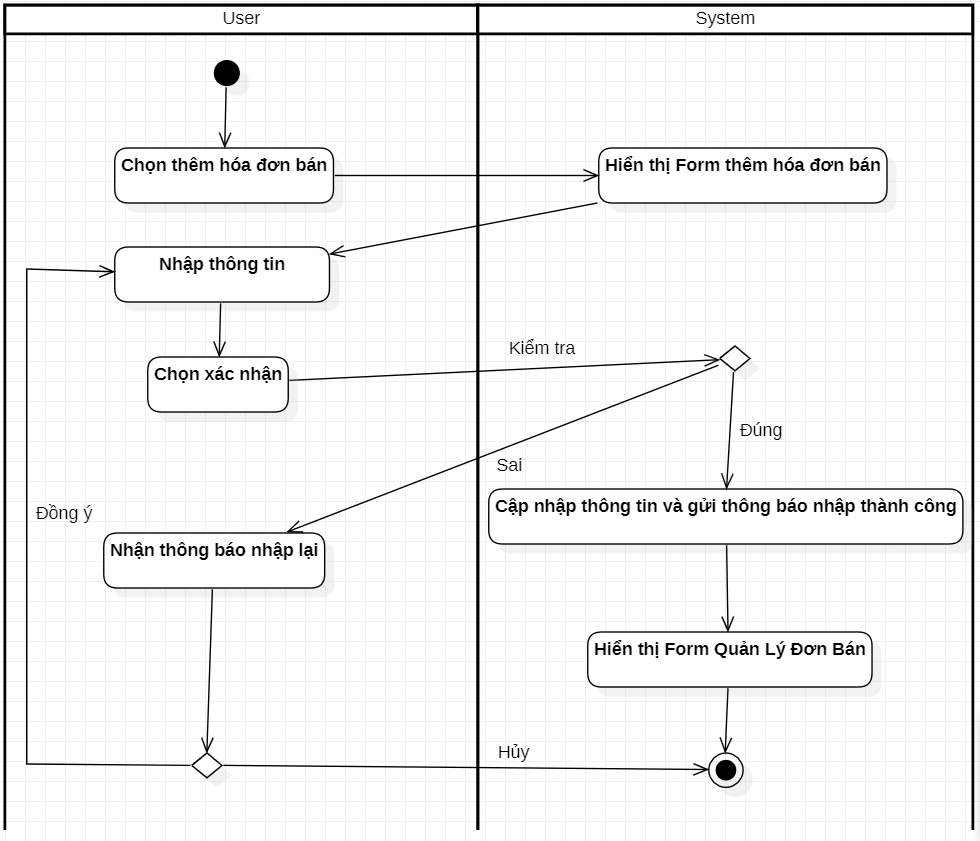 User
System
Chọn thêm hóa đơn bán
Hiển thị Form thêm hóa đơn bán
Nhập thông tin
Kiểm tra
Chọn xác nhận
Đúng
Sai
Cập nhập thông tin và gửi thông báo nhập thành công
Đồng ý
Nhận thông báo nhập lại
Hiển thị Form Quản Lý Đơn Bán
Hủy